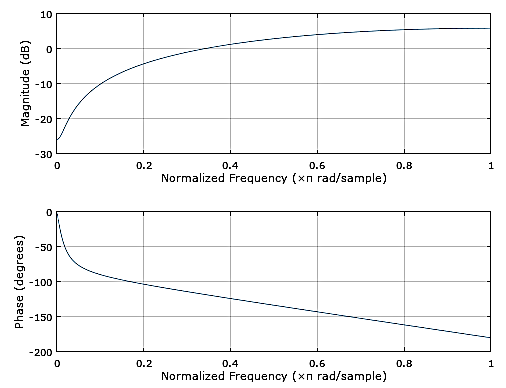 10
0
-10
-20
-30
Magnitude (dB)
0 0.2 0.4 0.6 0.8 1
Normalized Frequency (×n rad/sample)
0
-50
-100
-150
-200
Phase (degrees)
0 0.2 0.4 0.6 0.8 1
Normalized Frequency (×n rad/sample)